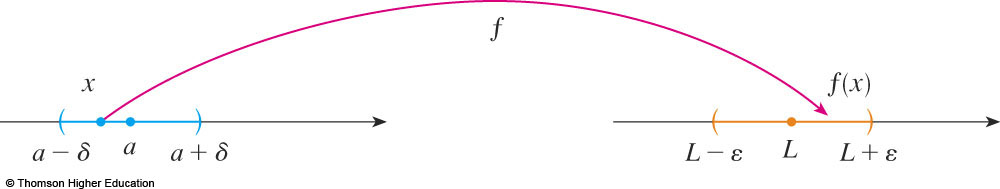 f
x
f(x)
a − δ
a
a + δ
L − ε
L
L + ε
© Thomson Higher Education